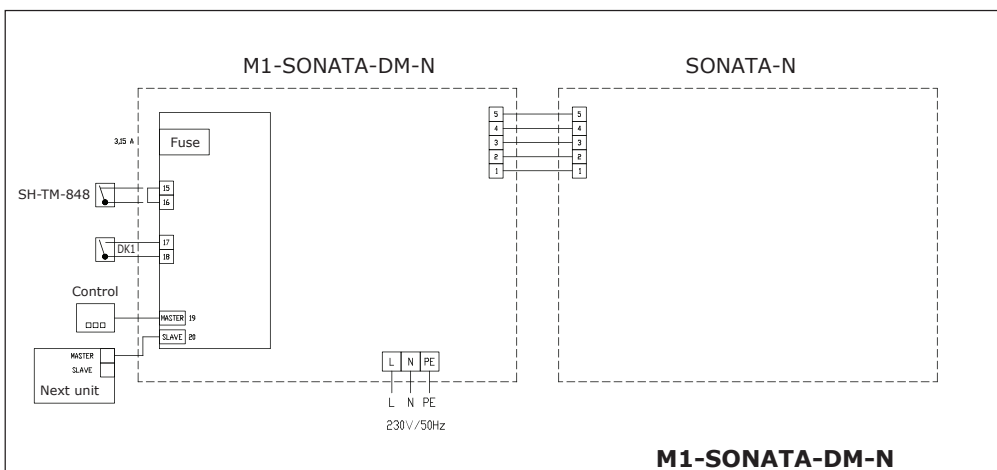 M1-SONATA-DM-N
SONATA-N
3,15 A
Fuse
5
4
3
2
1
5
4
3
2
1
SH-TM-848
15
16
DK1
17
18
Control
MASTER 19
SLAVE 20
MASTER
SLAVE
Next unit
L N PE
L N PE
230V/50Hz
M1-SONATA-DM-N